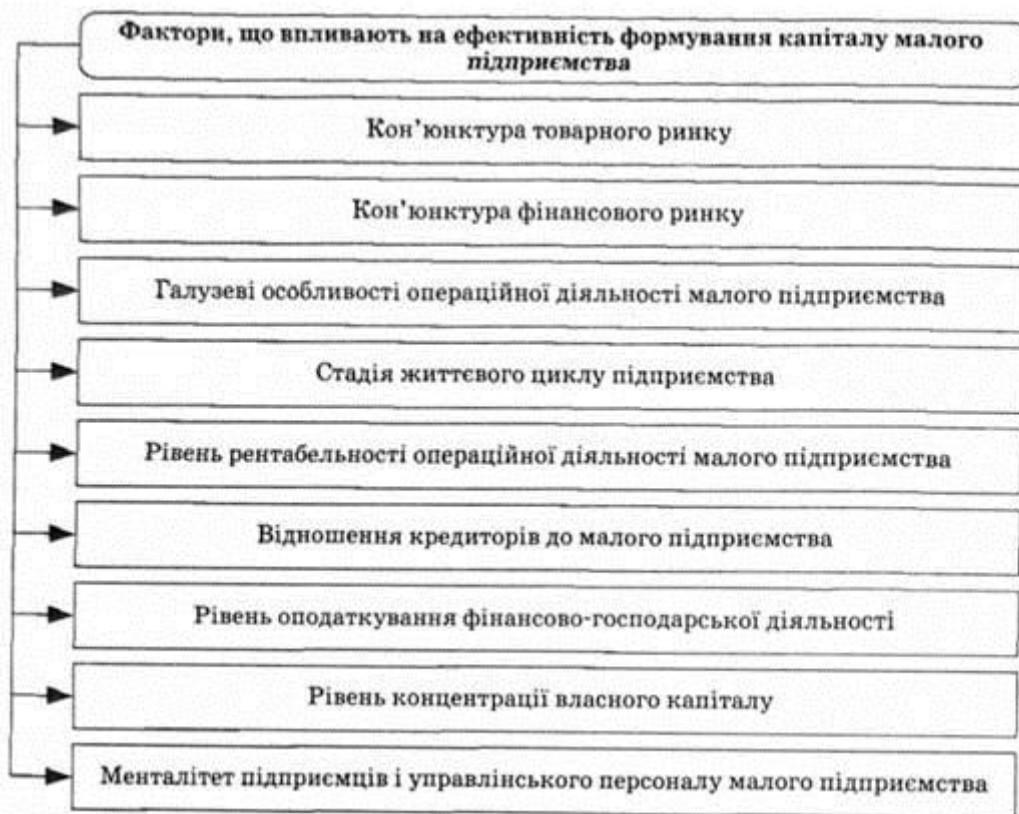 Фактори, що впливають на ефективність формування капіталу малого
підприємства
Кон’юнктура товарного ринку
Кон’юнктура фінансового ринку
Галузеві особливості операційної діяльності малого підприємства
Стадія життєвого циклу підприємства
Рівень рентабельності операційної діяльності малого підприємства
Відношення кредиторів до малого підприємства
Рівень оподаткування фінансово-господарської діяльності
Рівень концентрації власного капіталу
Менталітет підприємців і управлінського персоналу малого підприємства